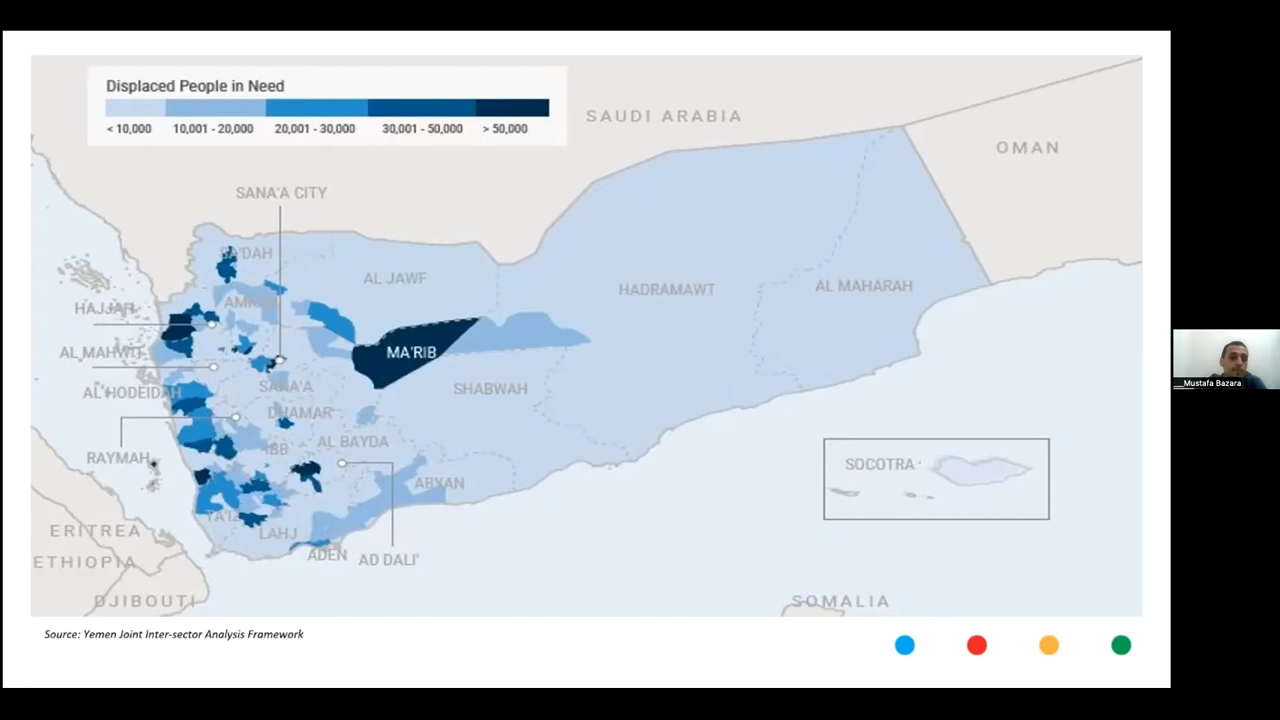 Displaced People in Need
< 10,000 10,001 - 20,000 20,001 - 30,000 30,001 - 50,000 > 50,000
SAUDI ARABIA
OMAN
SANA'A CITY
SA'DAH
AL JAWF
HADRAMAWT
AL MAHARAH
HAJJAH
AL MAHWIT
MA'RIB
AL HODEIDAH
SANA'A
SHABWAH
DHAMAR
AL BAYDA
IBB
RAYMAH
SOCOTRA
ABYAN
TA'IZ
ERITREA
LAHJ
ADEN
AD DALI'
ETHIOPIA
DJIBOUTI
SOMALIA
Source: Yemen Joint Inter-sector Analysis Framework
__Mustafa Bazara